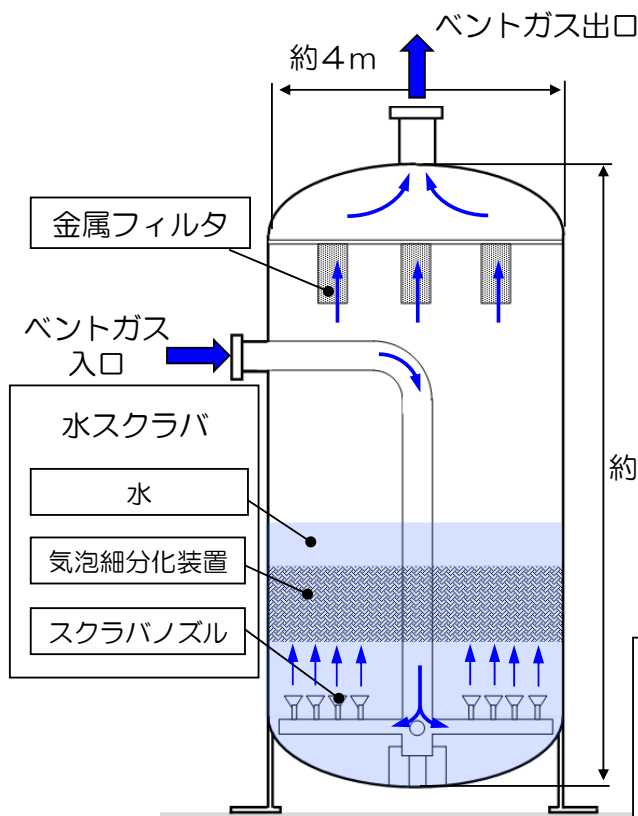 ベントガス出口
約4m
金属フィルタ
ベントガス
入口
水スクラバ
水
気泡細分化装置
スクラバノズル
約